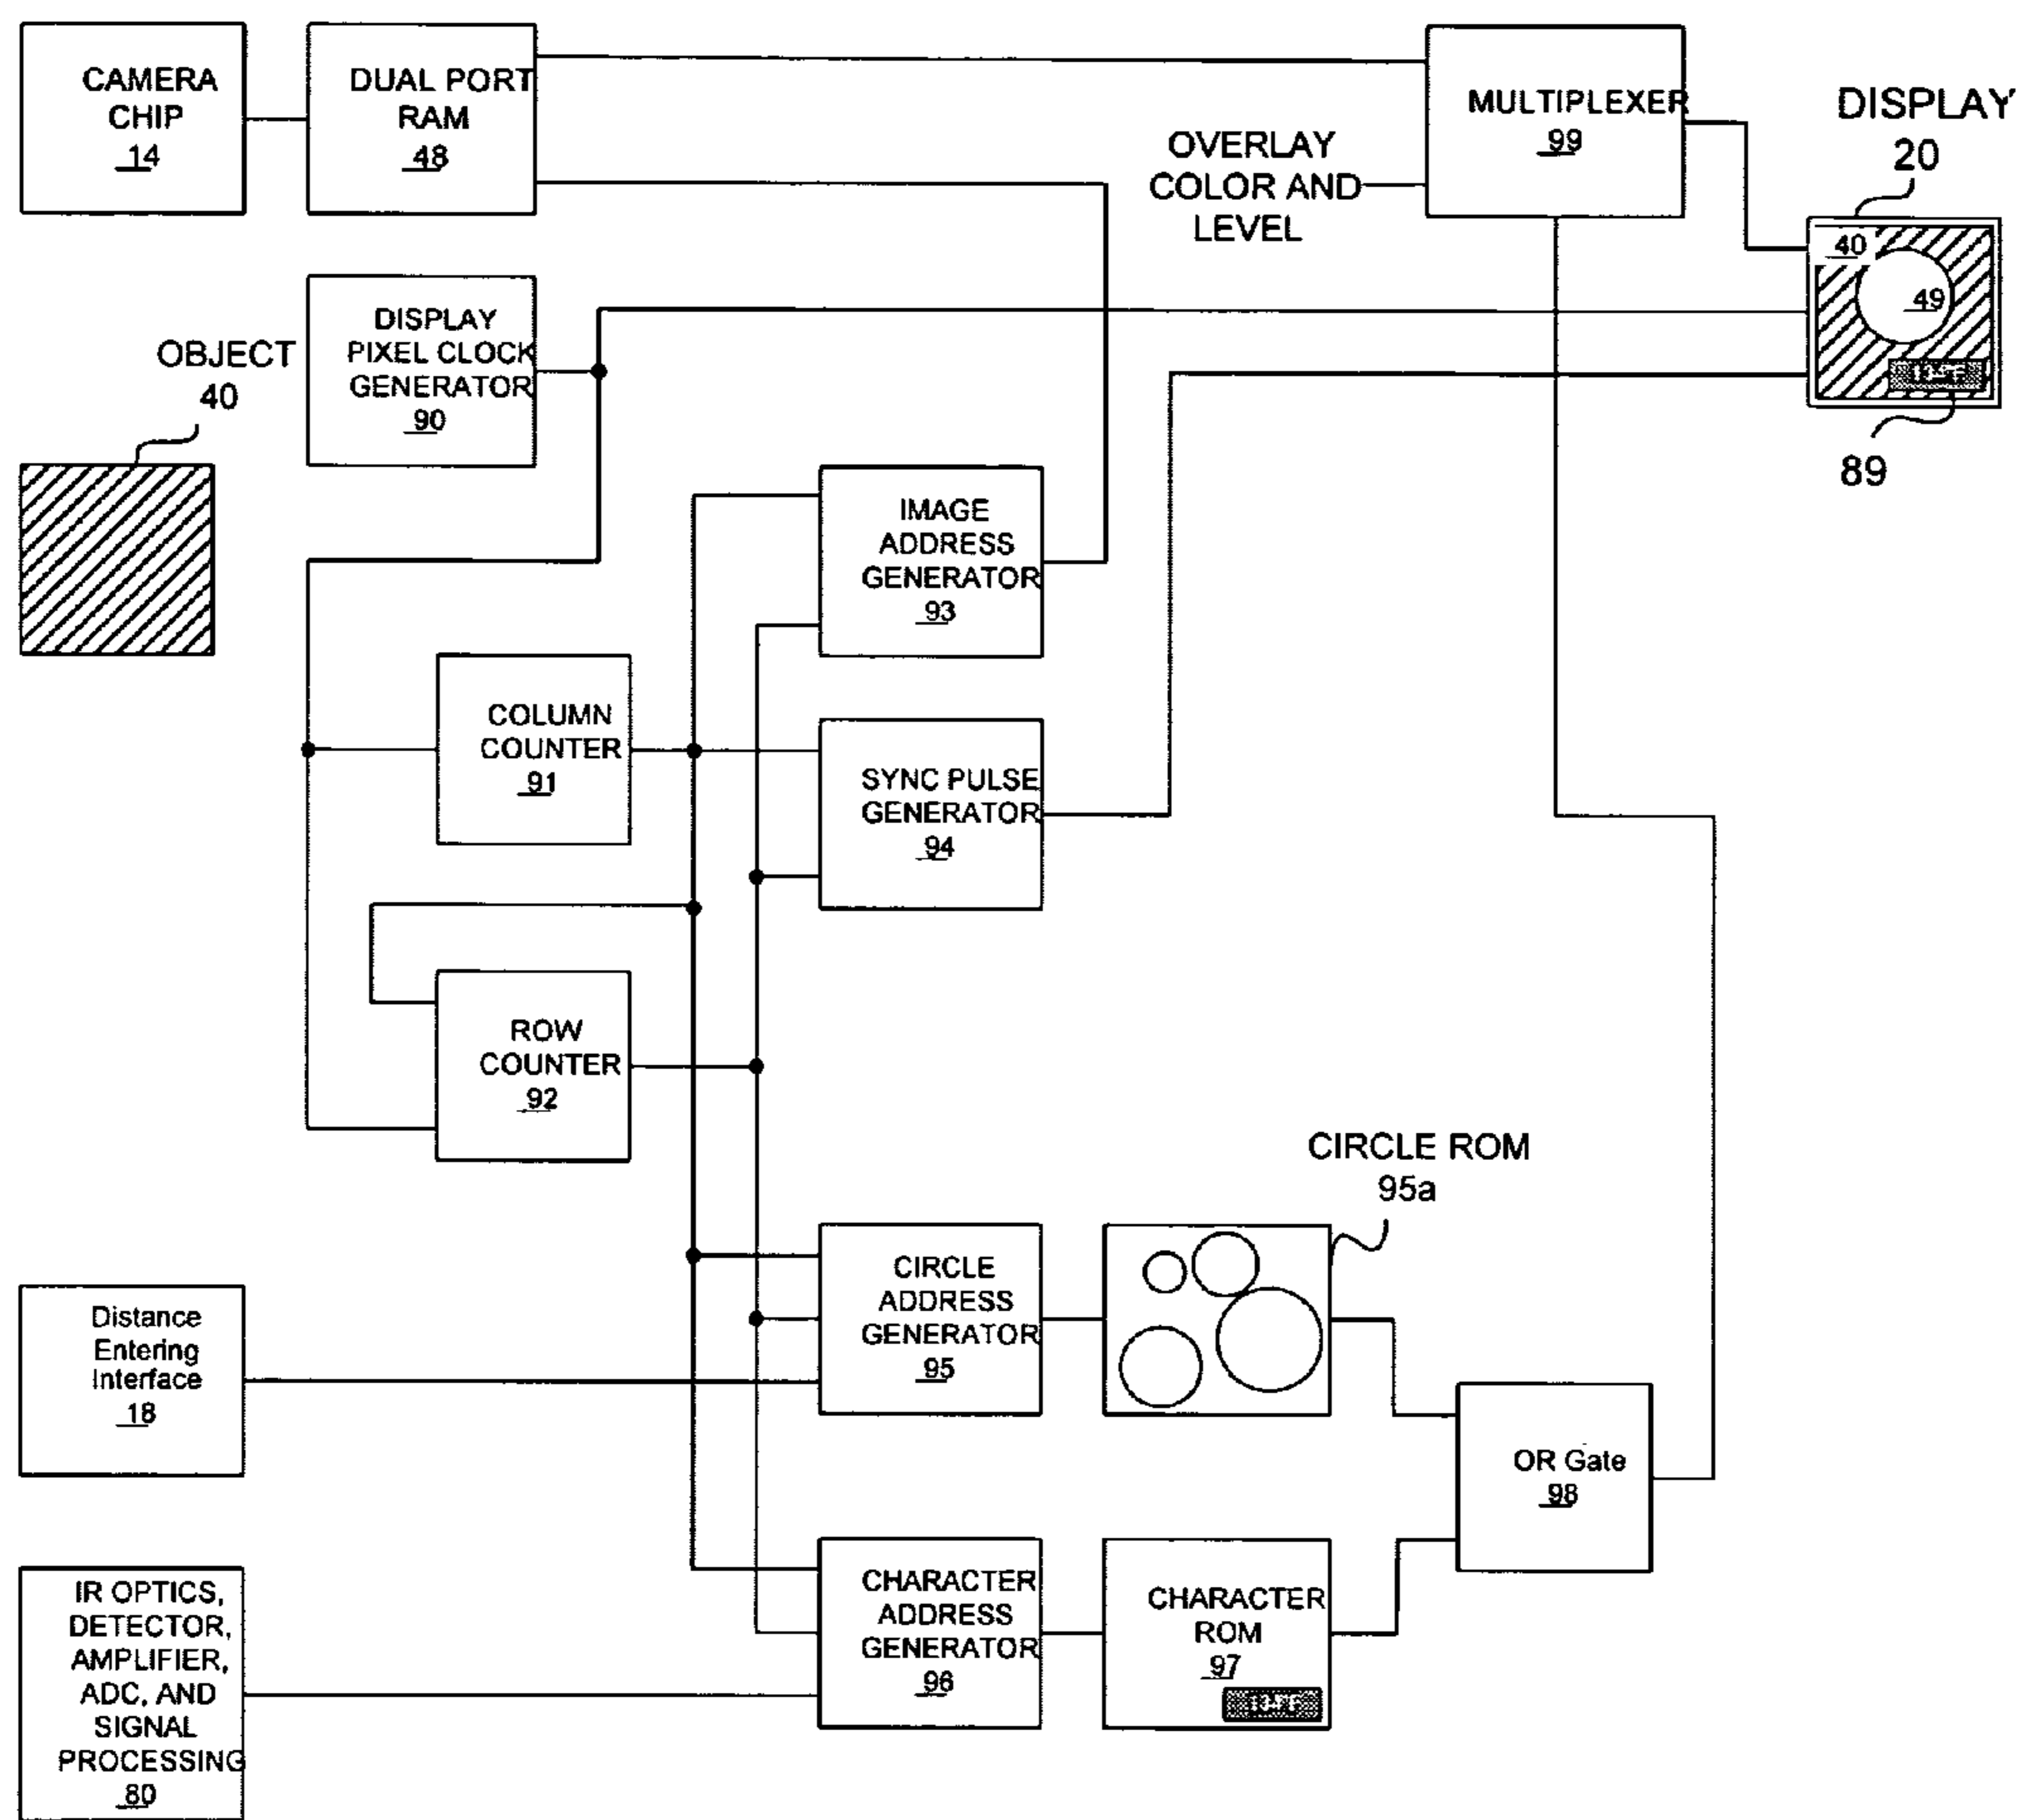 CAMERA
CHIP
14
DUAL PORT
RAM
48
MULTIPLEXER
99
OVERLAY
COLOR AND
LEVEL
DISPLAY
20
40
49
89
DISPLAY
PIXEL CLOCK
GENERATOR
90
OBJECT
40
IMAGE
ADDRESS
GENERATOR
93
COLUMN
COUNTER
91
SYNC PULSE
GENERATOR
94
ROW
COUNTER
92
CIRCLE ROM
95a
CIRCLE
ADDRESS
GENERATOR
95
Distance
Entering
Interface
18
OR Gate
98
IR OPTICS,
DETECTOR,
AMPLIFIER,
ADC, AND
SIGNAL
PROCESSING
80
CHARACTER
ADDRESS
GENERATOR
96
CHARACTER
ROM
97